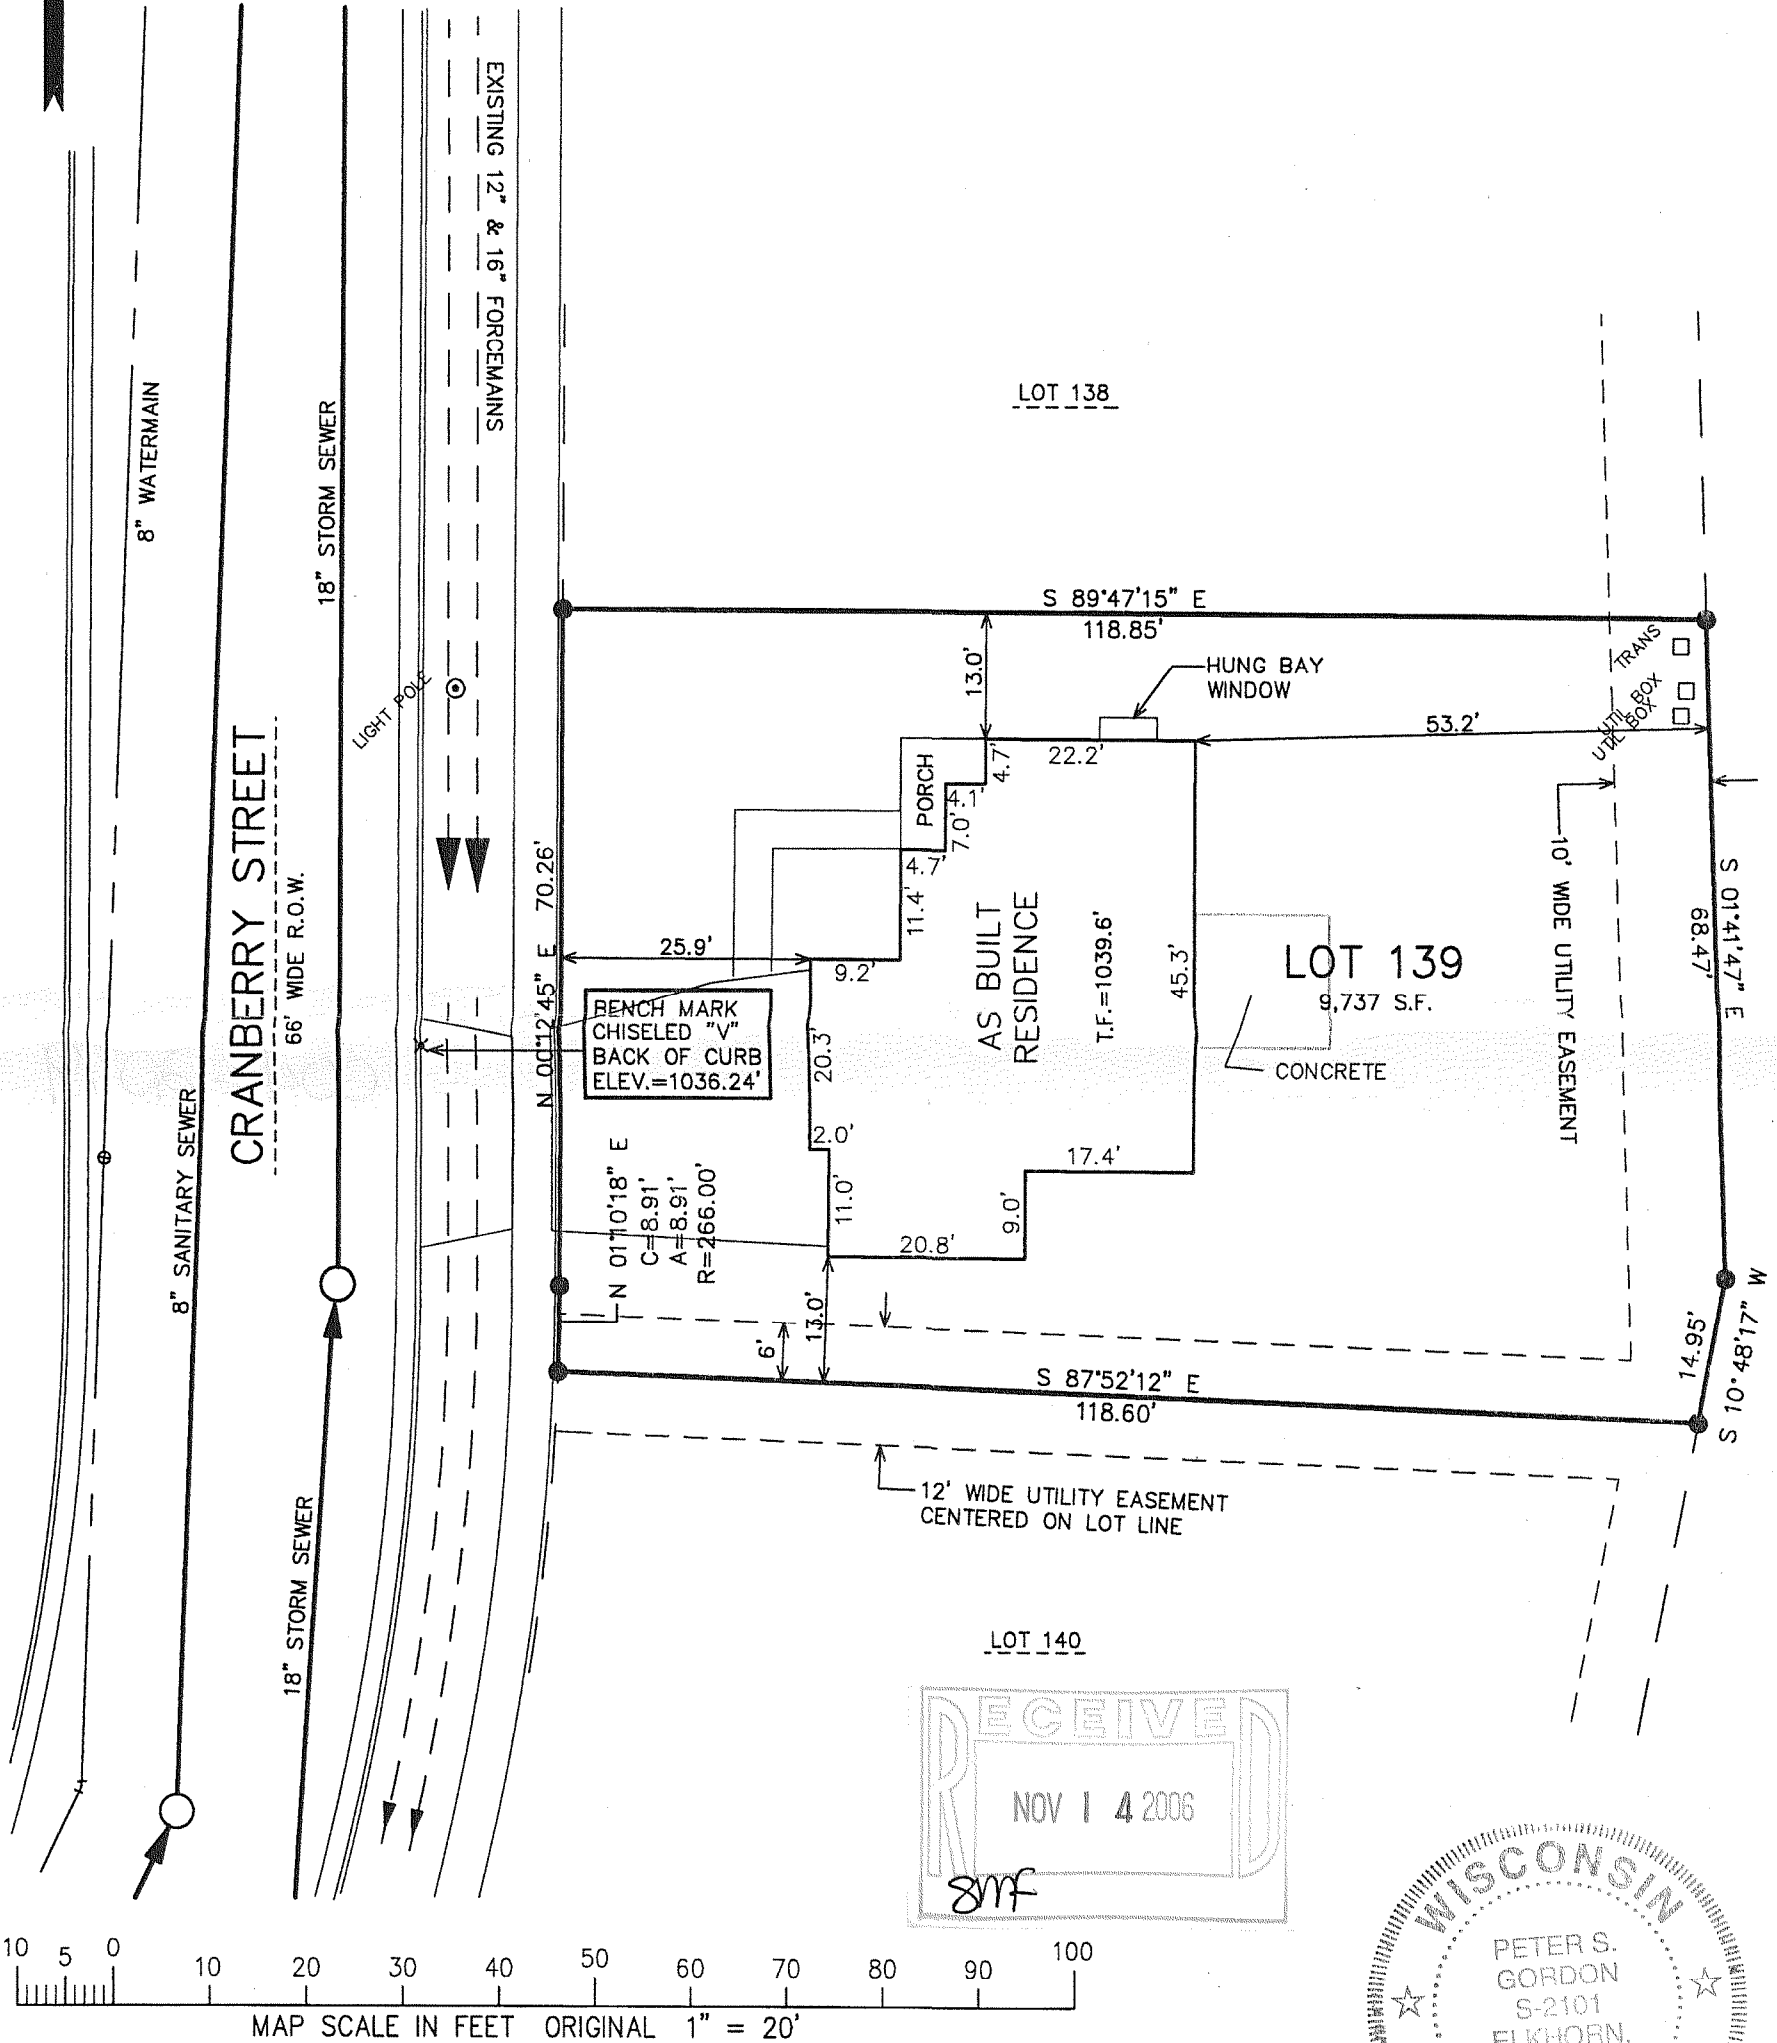 EXISTING 12" & 16" FORCEMAINS
8" WATERMAIN
18" STORM SEWER
LOT 138
S 89°47'15" E
118.85'
TRANS
UTIL BOX
UTIL BOX
LIGHT POLE
13.0'
HUNG BAY
WINDOW
53.2'
22.2'
4.7'
PORCH
4.1'
7.0'
4.7'
11.4'
CRANBERRY STREET
66' WIDE R.O.W.
N 00°12'45" E 70.26'
25.9'
9.2'
AS BUILT
RESIDENCE
T.F.=1039.6'
45.3'
LOT 139
9,737 S.F.
10' WIDE UTILITY EASEMENT
S 01°41'47" E
68.47'
BENCH MARK
CHISELED "V"
BACK OF CURB
ELEV.=1036.24'
20.3'
CONCRETE
8" SANITARY SEWER
2.0'
11.0'
17.4'
9.0'
20.8'
N 01°10'18" E
C=8.91'
A=8.91'
R=266.00'
13.0'
6'
S 87°52'12" E
118.60'
14.95'
S 10°48'17" W
12' WIDE UTILITY EASEMENT
CENTERED ON LOT LINE
18" STORM SEWER
LOT 140
RECEIVED
NOV 14 2006
smf
WISCONSIN
PETER S.
GORDON
S-2101
ELKHORN,
10 5 0 10 20 30 40 50 60 70 80 90 100
MAP SCALE IN FEET ORIGINAL 1" = 20'